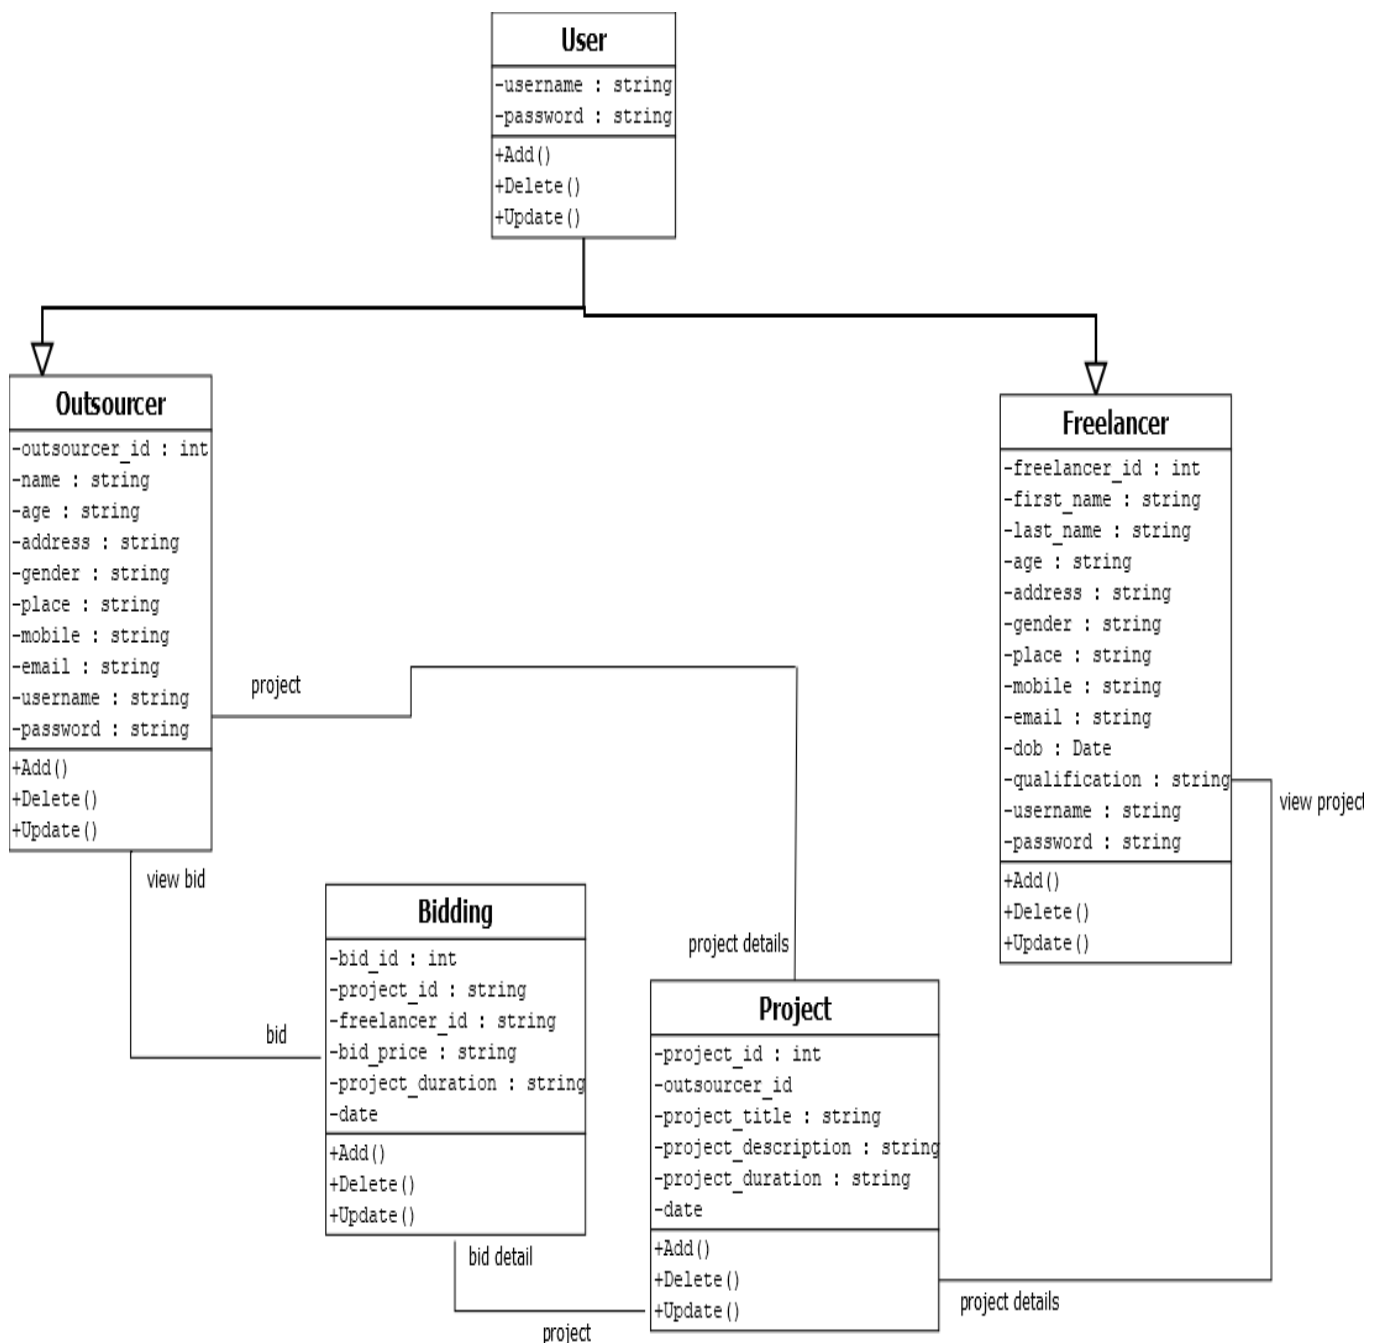 User
-username : string
-password : string
+Add()
+Delete()
+Update()
Outsourcer
-outsourcer_id : int
-name : string
-age : string
-address : string
-gender : string
-place : string
-mobile : string
-email : string
-username : string
-password : string
+Add()
+Delete()
+Update()
Freelancer
-freelancer_id : int
-first_name : string
-last_name : string
-age : string
-address : string
-gender : string
-place : string
-mobile : string
-email : string
-dob : Date
-qualification : string
-username : string
-password : string
+Add()
+Delete()
+Update()
project
view project
view bid
bid
project details
Bidding
-bid_id : int
-project_id : string
-freelancer_id : string
-bid_price : string
-project_duration : string
-date
+Add()
+Delete()
+Update()
Project
-project_id : int
-outsourcer_id
-project_title : string
-project_description : string
-project_duration : string
-date
+Add()
+Delete()
+Update()
bid detail
project
project details